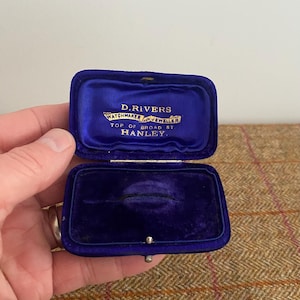 D. RIVERS
WATCHMAKER & JEWELLER
TOP OF BROAD ST
HANLEY.